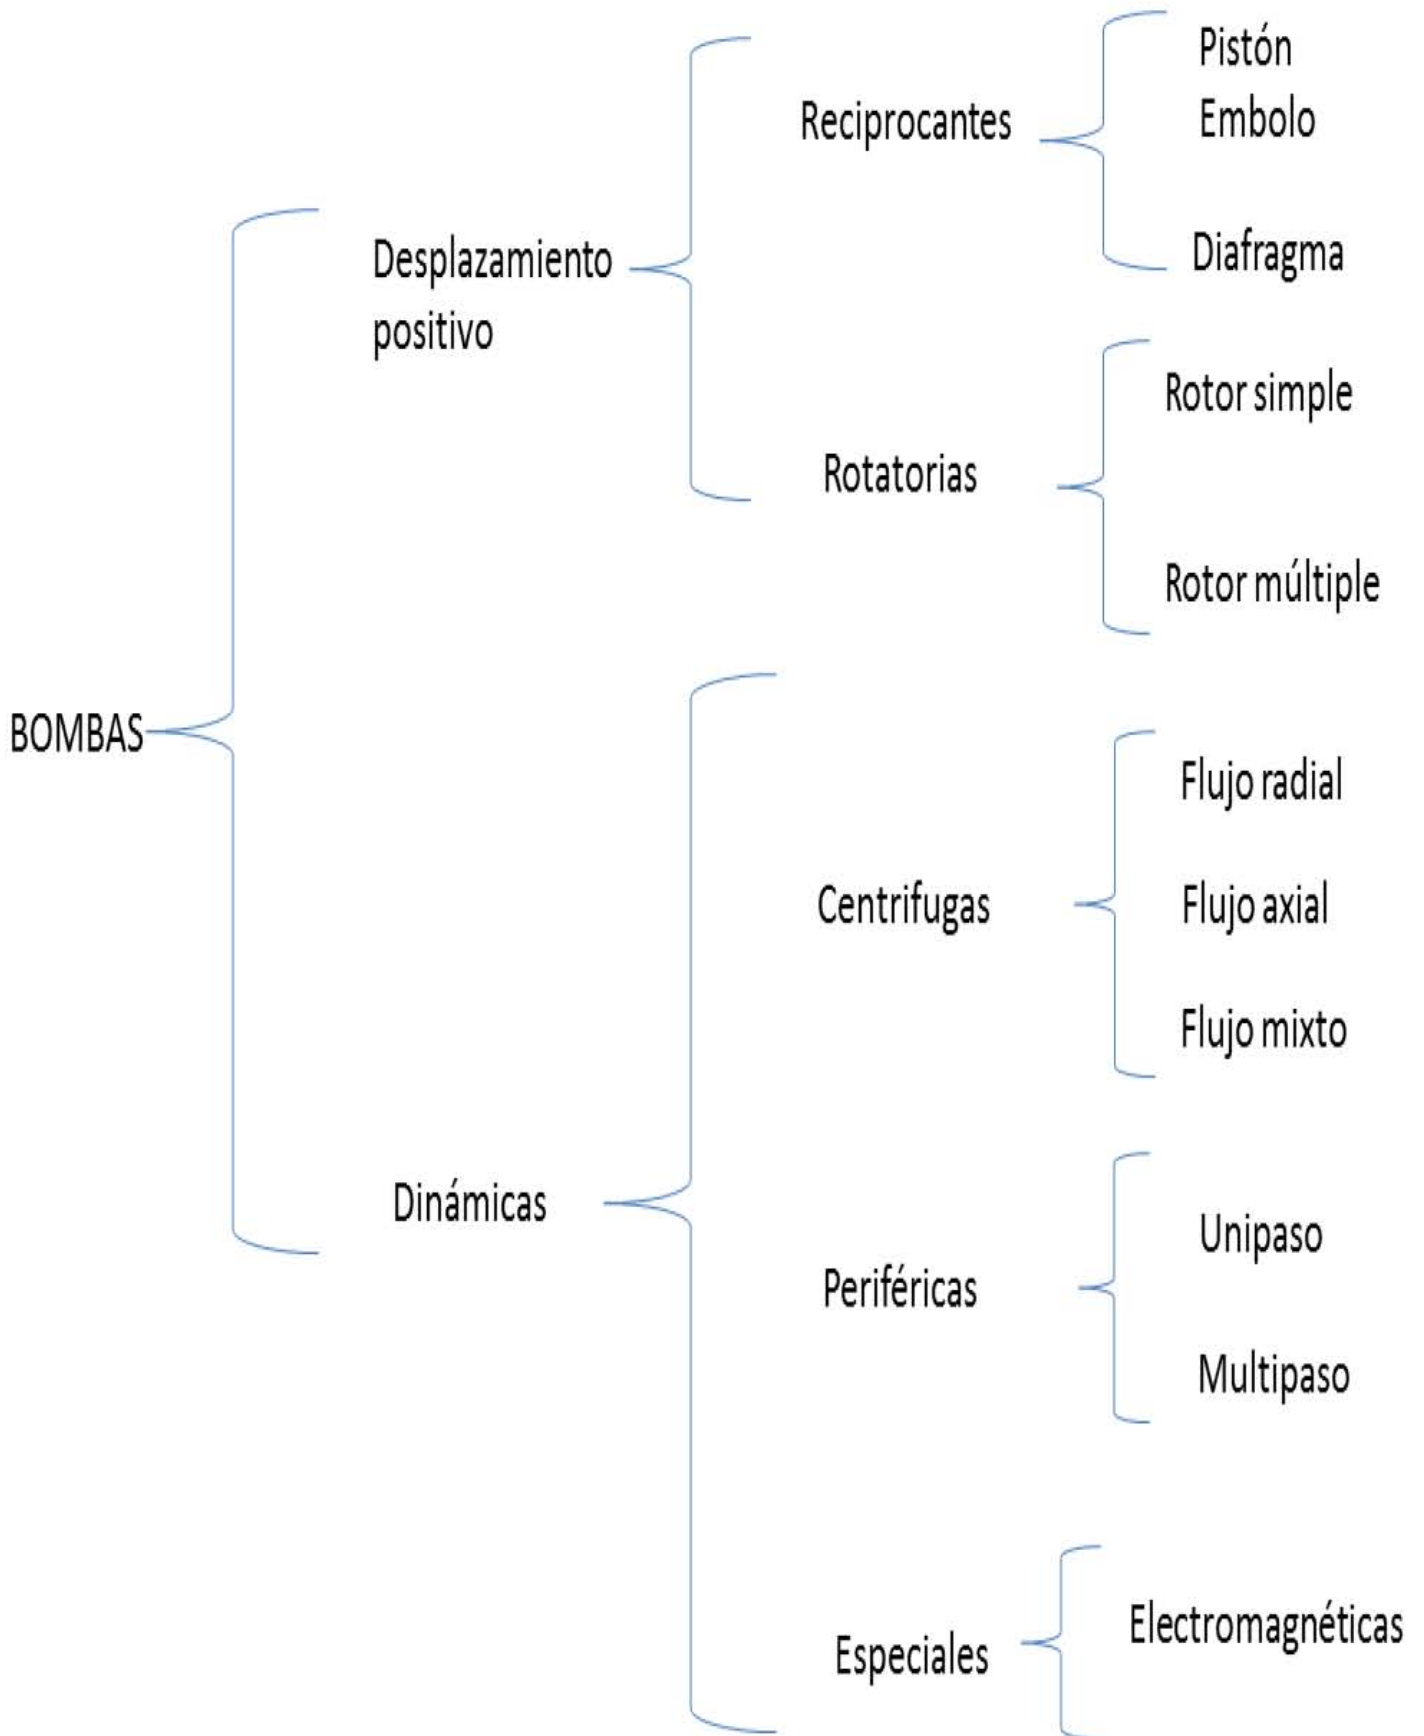 BOMBAS
Desplazamiento
positivo
Reciprocantes
Pistón
Embolo
Diafragma
Rotatorias
Rotor simple
Rotor múltiple
Dinámicas
Centrifugas
Flujo radial
Flujo axial
Flujo mixto
Periféricas
Unipaso
Multipaso
Especiales
Electromagnéticas